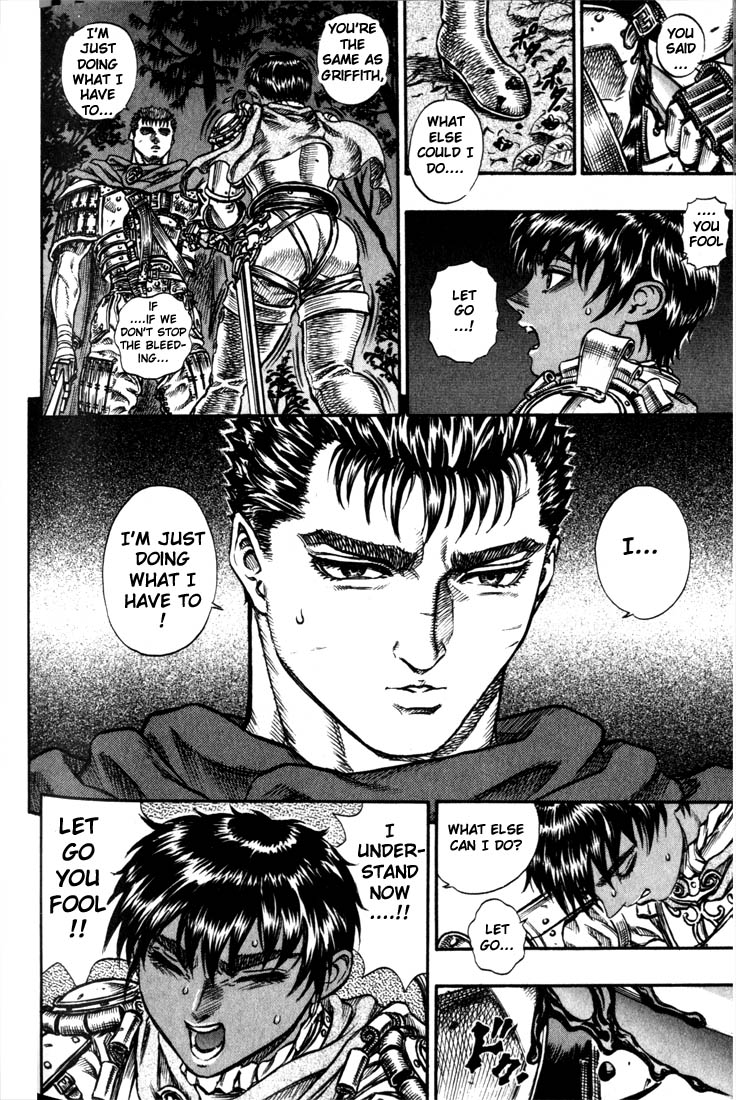 YOU
SAID
...
WHAT
ELSE
COULD I
DO....
....
YOU
FOOL
LET
GO
...!
YOU'RE
THE
SAME AS
GRIFFITH,
I'M
JUST
DOING
WHAT I
HAVE
TO...
IF
....IF WE
DON'T STOP
THE BLEED-
ING...
I...
I'M JUST
DOING
WHAT I
HAVE TO
!
WHAT ELSE
CAN I DO?
LET
GO...
I
UNDER-
STAND
NOW
....!!
LET
GO
YOU
FOOL
!!